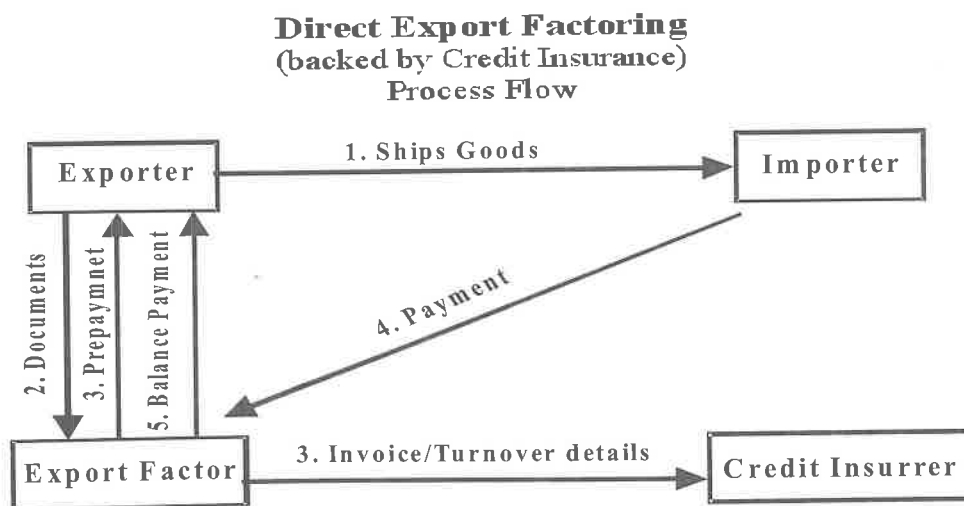 Direct Export Factoring
(backed by Credit Insurance)
Process Flow
1. Ships Goods
Exporter
Importer
2. Documents
3. Prepaymnet
5. Balance Payment
4. Payment
3. Invoice/Turnover details
Export Factor
Credit Insurrer